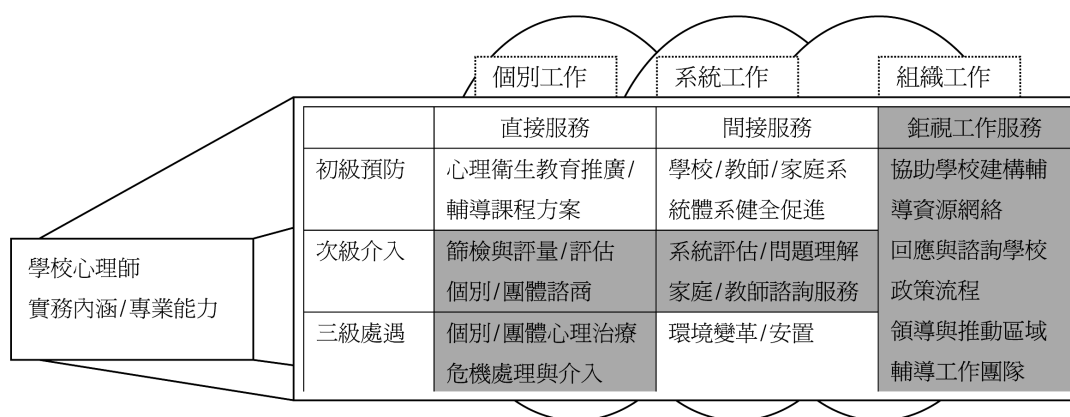 個別工作
系統工作
組織工作
直接服務
間接服務
鉅視工作服務
初級預防
心理衛生教育推廣/
輔導課程方案
學校/教師/家庭系
統體系健全促進
協助學校建構輔
導資源網絡
回應與諮詢學校
政策流程
領導與推動區域
輔導工作團隊
次級介入
篩檢與評量/評估
個別/團體諮商
系統評估/問題理解
家庭/教師諮詢服務
三級處遇
個別/團體心理治療
危機處理與介入
環境變革/安置
學校心理師
實務內涵/專業能力